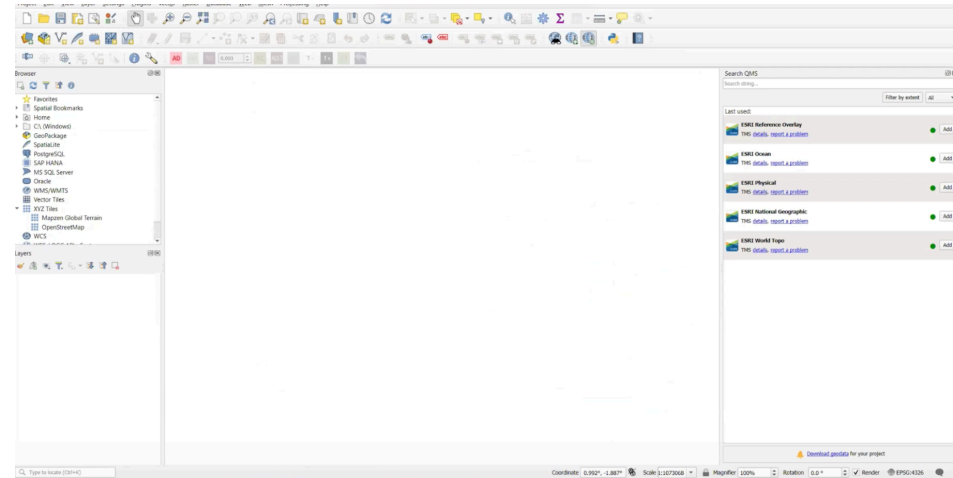 AD
0.000
Browser
Favorites
Spatial Bookmarks
Home
C:\ (Windows)
GeoPackage
SpatiaLite
PostgreSQL
SAP HANA
MS SQL Server
Oracle
WMS/WMTS
Vector Tiles
XYZ Tiles
Mapzen Global Terrain
OpenStreetMap
WCS
Layers
Search QMS
Search string...
Filter by extent All
Last used:
ESRI Reference Overlay
TMS details, report a problem
Add
ESRI Ocean
TMS details, report a problem
Add
ESRI Physical
TMS details, report a problem
Add
ESRI National Geographic
TMS details, report a problem
Add
ESRI World Topo
TMS details, report a problem
Add
Download geodata for your project
Type to locate (Ctrl+K) Coordinate 0.992°, -1.887° Scale 1:1073068 Magnifier 100% Rotation 0.0 ° Render EPSG:4326